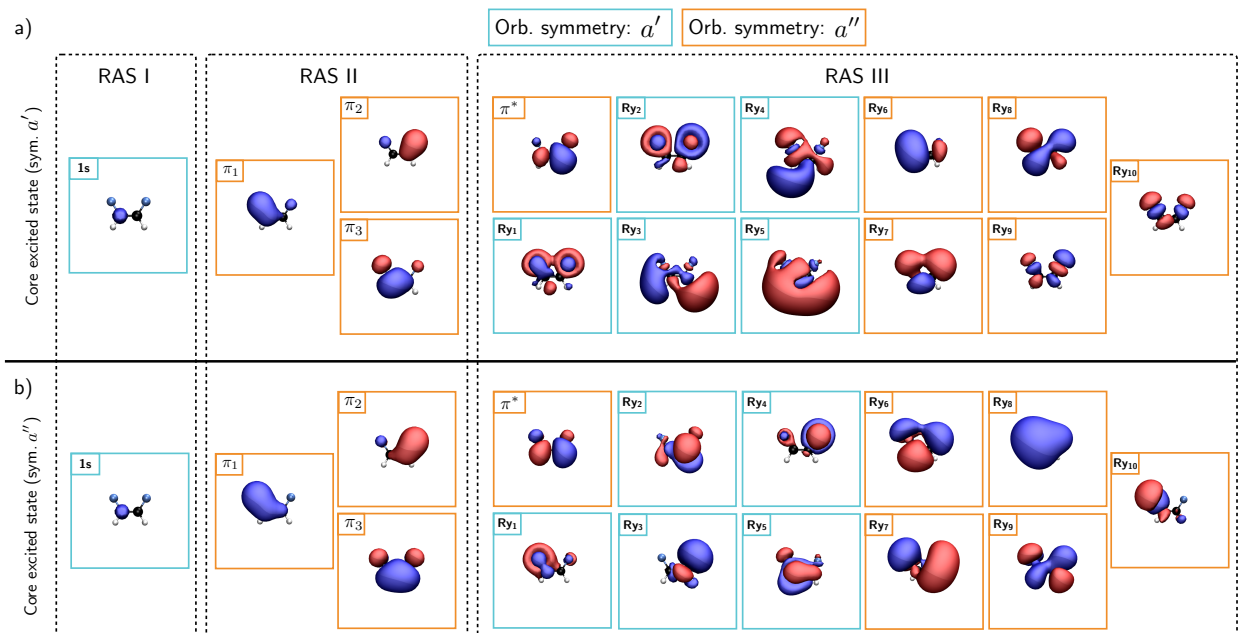 a)
Orb. symmetry: a′
Orb. symmetry: a″
RAS I
RAS II
RAS III
Core excited state (sym. a′)
1s
π1
π2
π3
π*
Ry2
Ry4
Ry6
Ry8
Ry10
Ry1
Ry3
Ry5
Ry7
Ry9
b)
Core excited state (sym. a″)
1s
π1
π2
π3
π*
Ry2
Ry4
Ry6
Ry8
Ry10
Ry1
Ry3
Ry5
Ry7
Ry9